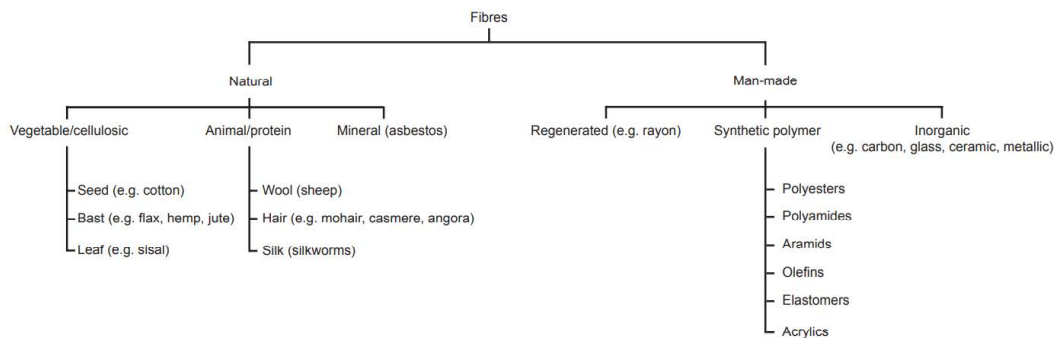 Fibres
Natural
Man-made
Vegetable/cellulosic
Animal/protein
Mineral (asbestos)
Regenerated (e.g. rayon)
Synthetic polymer
Inorganic
(e.g. carbon, glass, ceramic, metallic)
Seed (e.g. cotton)
Bast (e.g. flax, hemp, jute)
Leaf (e.g. sisal)
Wool (sheep)
Hair (e.g. mohair, casmere, angora)
Silk (silkworms)
Polyesters
Polyamides
Aramids
Olefins
Elastomers
Acrylics